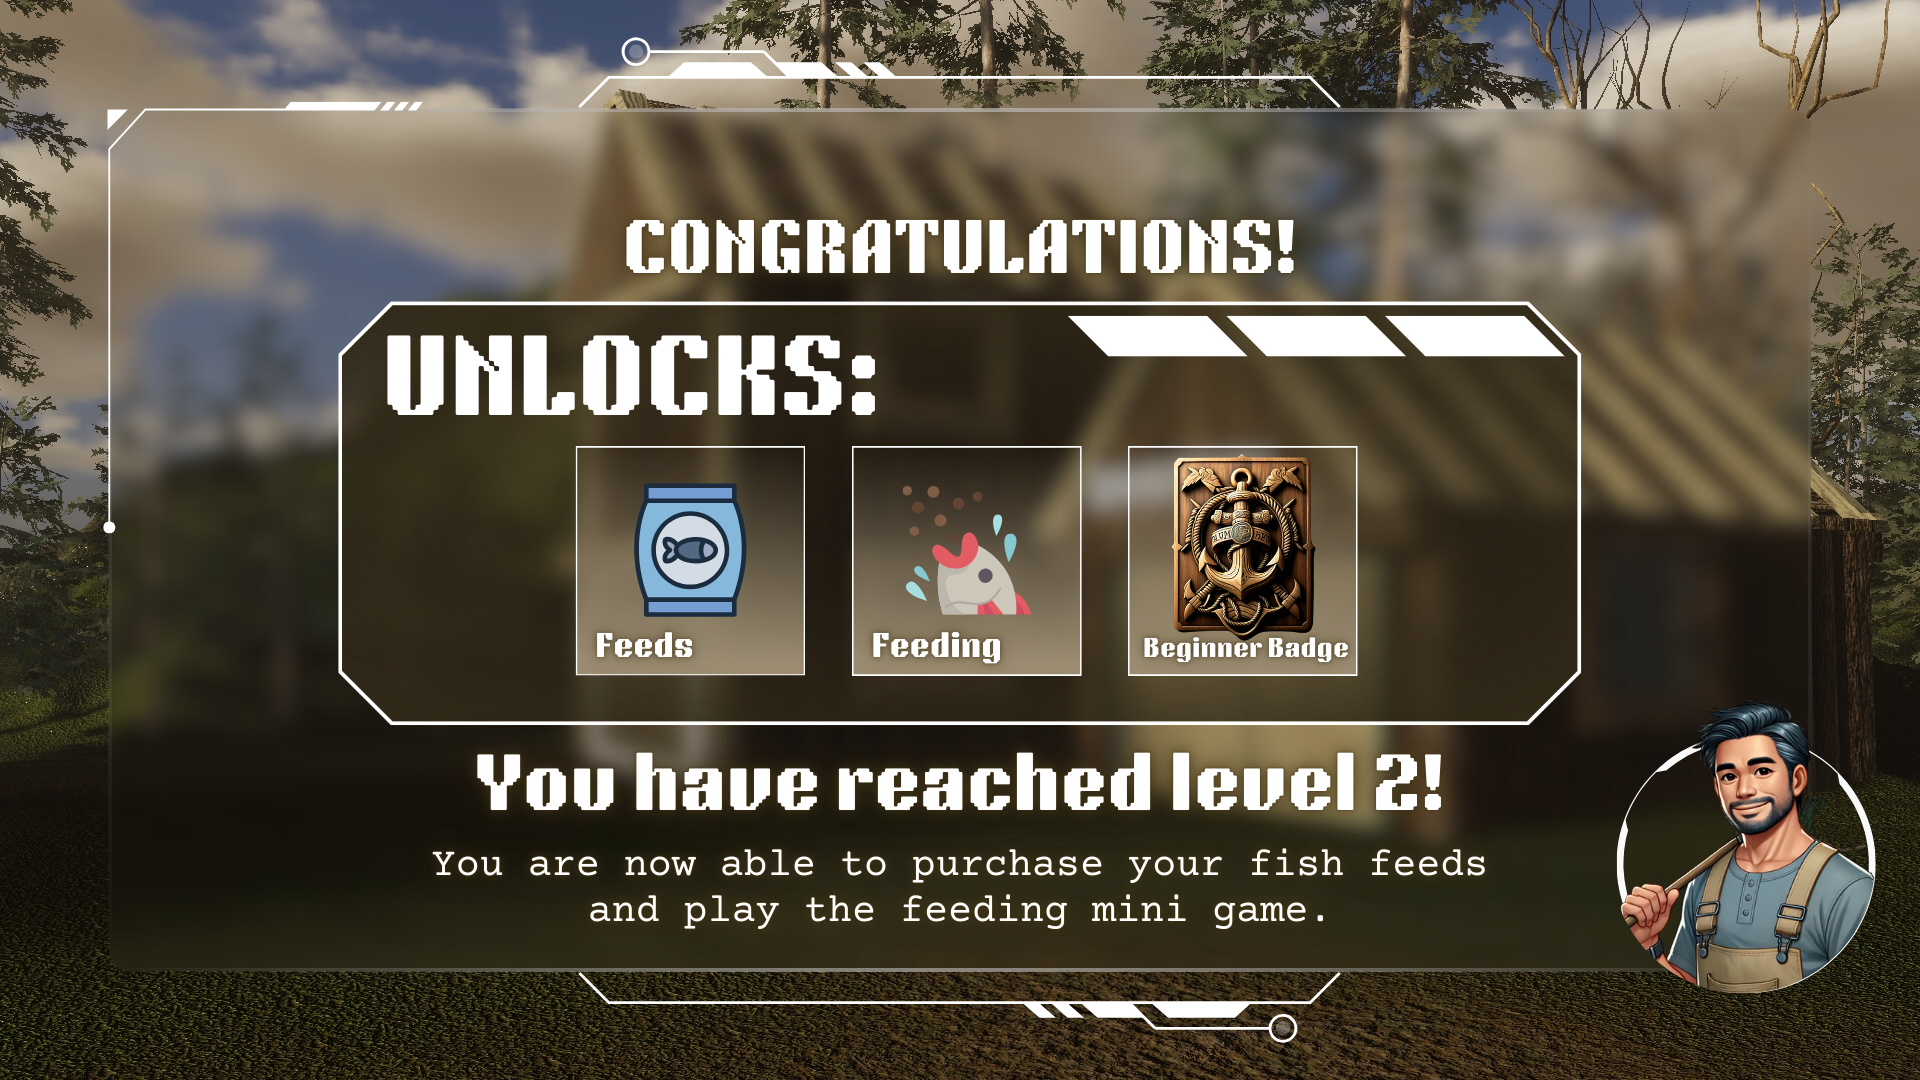 CONGRATULATIONS!
UNLOCKS:
Feeds
Feeding
Beginner Badge
You have reached level 2!
You are now able to purchase your fish feeds
and play the feeding mini game.